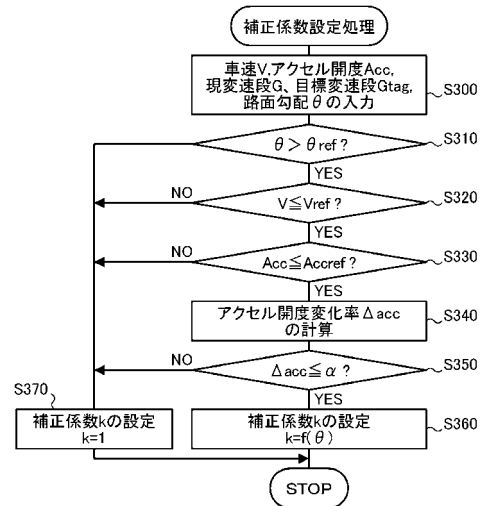 補正係数設定処理
車速V,アクセル開度Acc,
現変速段G、目標変速段Gtag,
路面勾配θの入力
S300
θ>θref?
S310
YES
NO
V≦Vref?
S320
YES
NO
Acc≦Accref?
S330
YES
アクセル開度変化率Δacc
の計算
S340
NO
Δacc≦α?
S350
YES
S370
補正係数kの設定
k=1
補正係数kの設定
k=f(θ)
S360
STOP